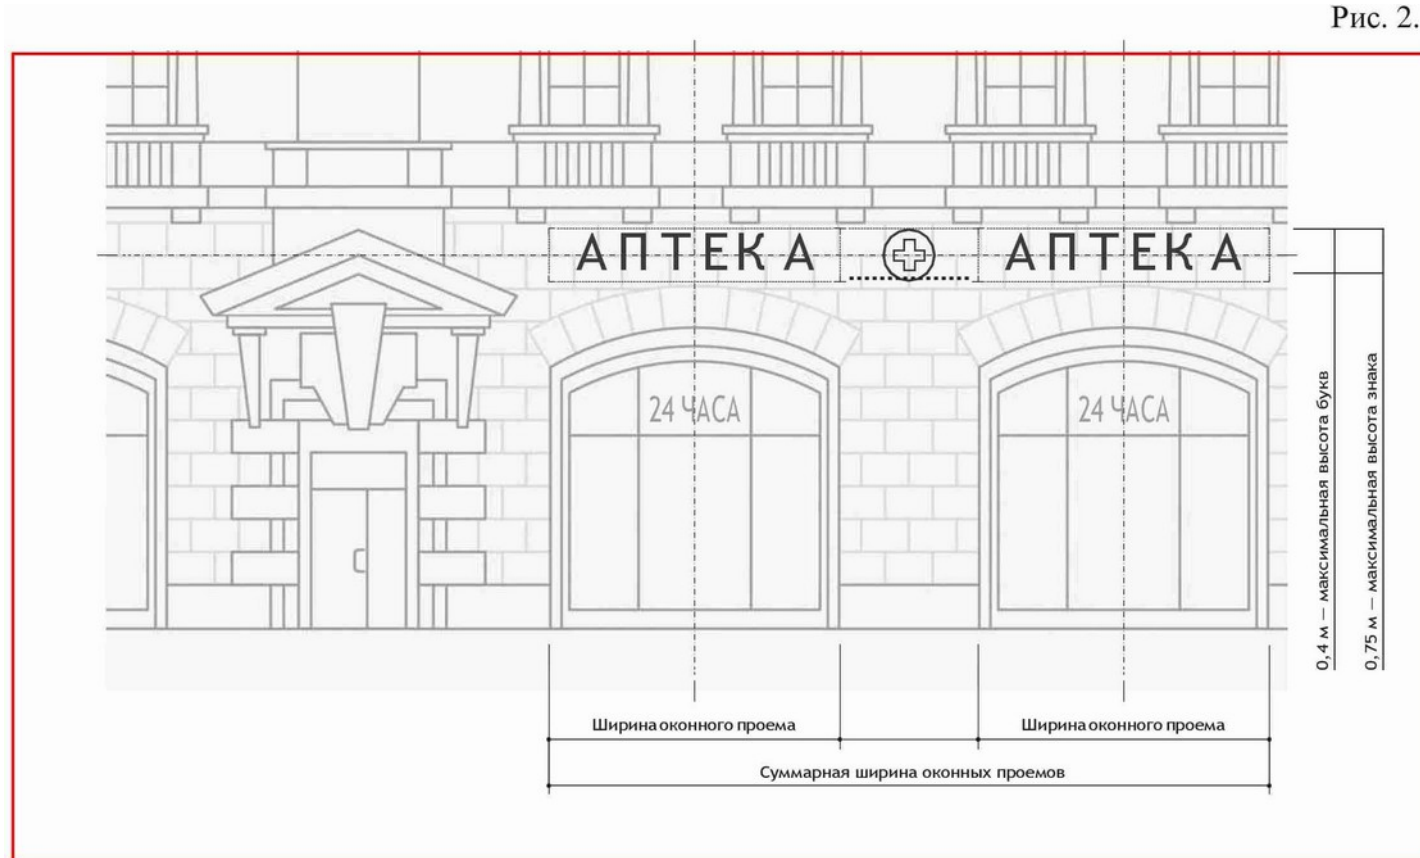 Рис. 2.
АПТЕКА АПТЕКА
24 ЧАСА 24 ЧАСА
0,4 м — максимальная высота букв
0,75 м — максимальная высота знака
Ширина оконного проема Ширина оконного проема
Суммарная ширина оконных проемов